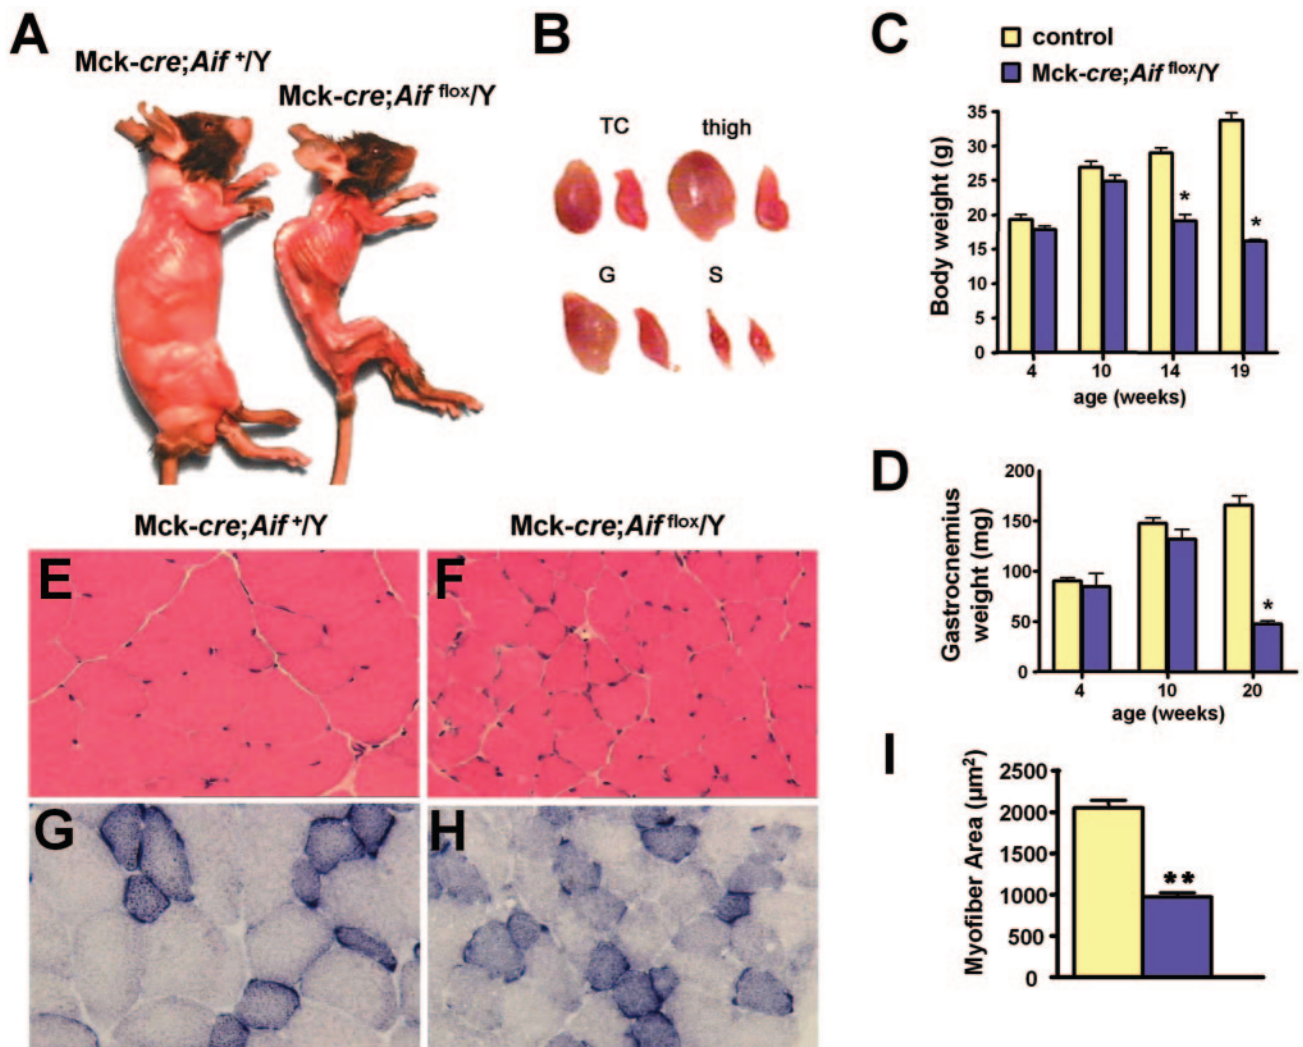 A
Mck-cre;Aif +/Y
Mck-cre;Aif flox/Y
B
TC thigh
G S
C
control
Mck-cre;Aif flox/Y
Body weight (g)
35
30
25
20
15
10
5
0
* *
4 10 14 19
age (weeks)
D
Gastrocnemius
weight (mg)
200
150
100
50
0
*
4 10 20
age (weeks)
Mck-cre;Aif +/Y Mck-cre;Aif flox/Y
E F
G H
I
Myofiber Area (µm²)
2500
2000
1500
1000
500
0
**